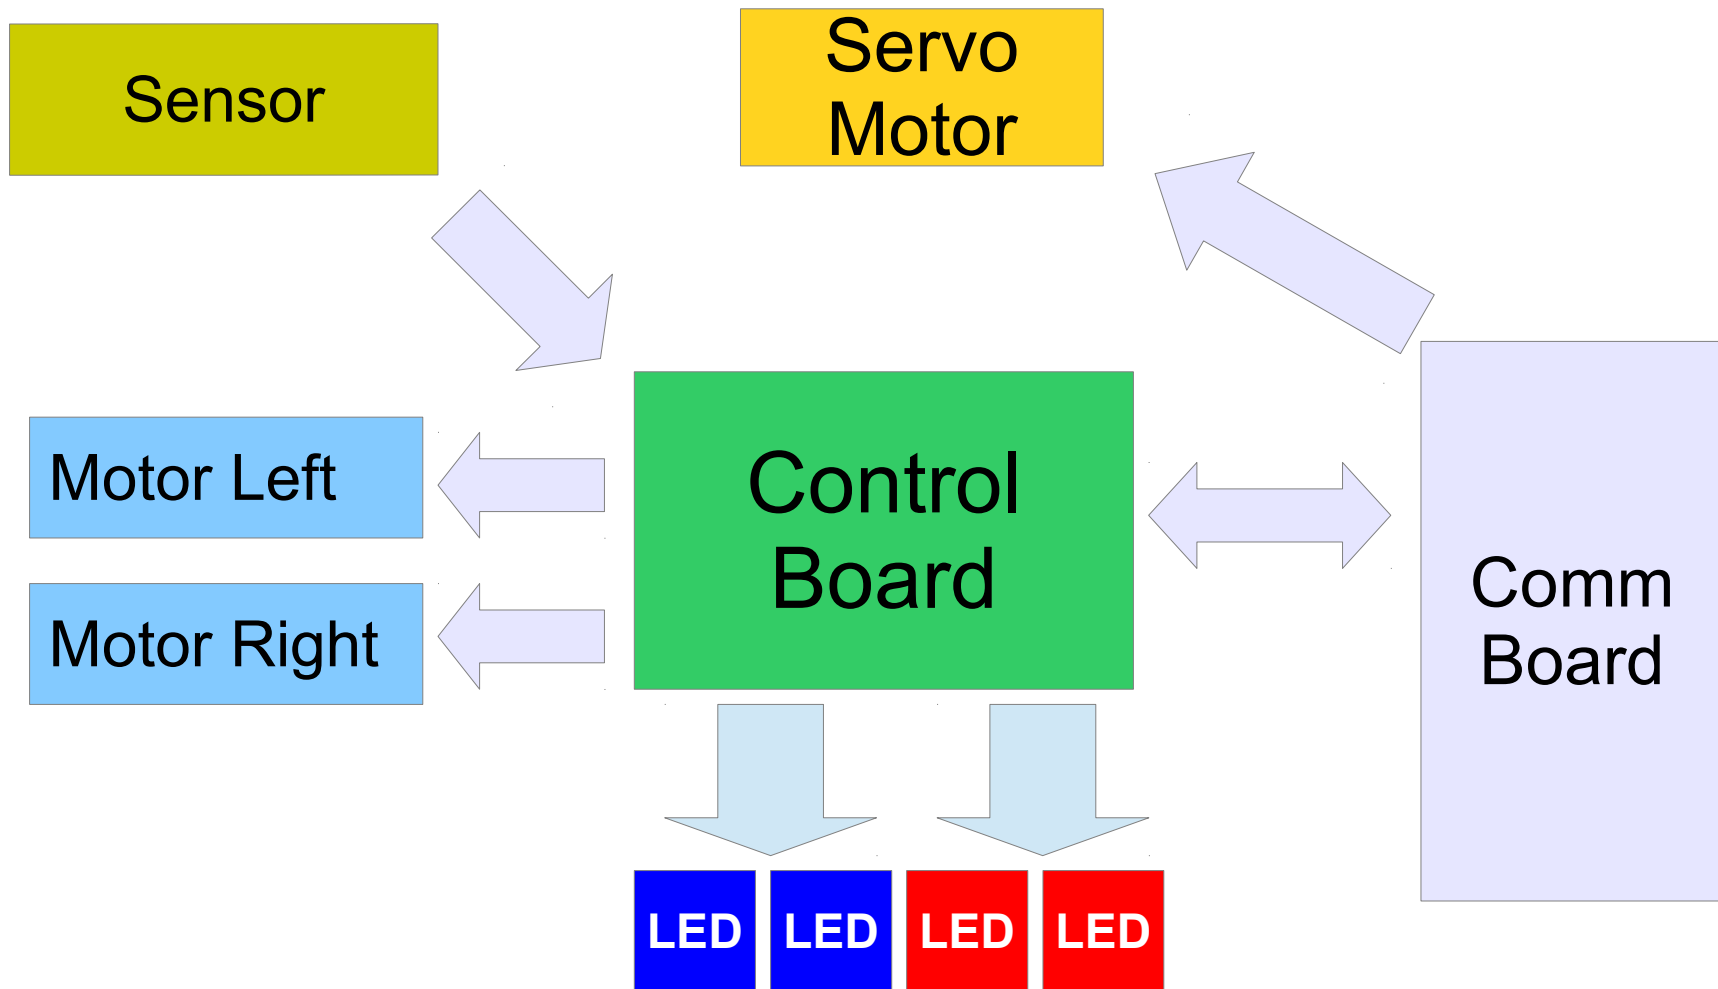 Sensor
Servo
Motor
Motor Left
Motor Right
Control
Board
Comm
Board
LED
LED
LED
LED